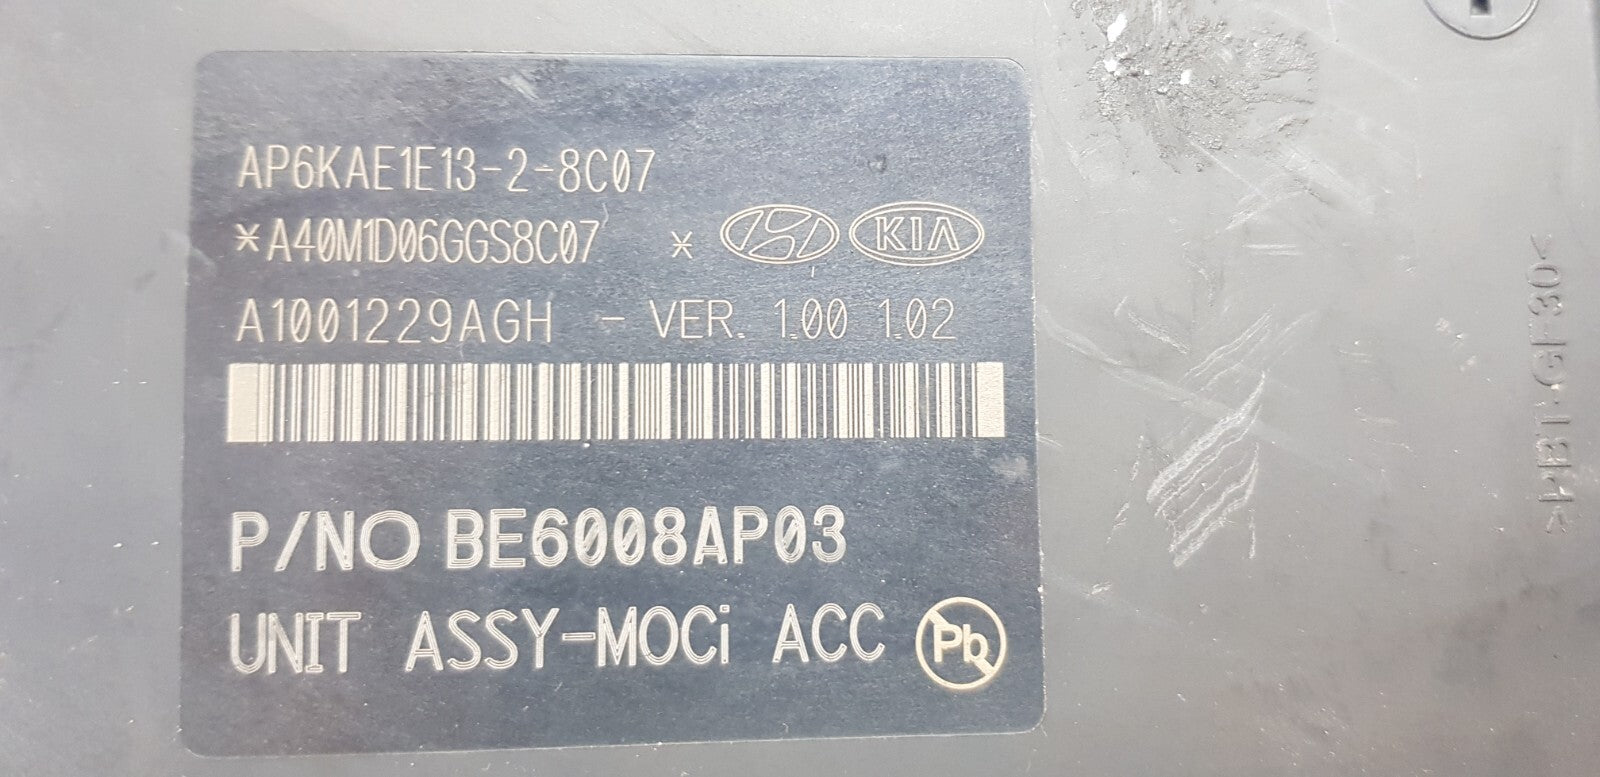 AP6KAE1E13-2-8C07
*A40M1D06GGS8C07 * KIA
A1001229AGH - VER. 1.00 1.02
P/NO BE6008AP03
UNIT ASSY-MOCi ACC Pb
>PBT-GF30<